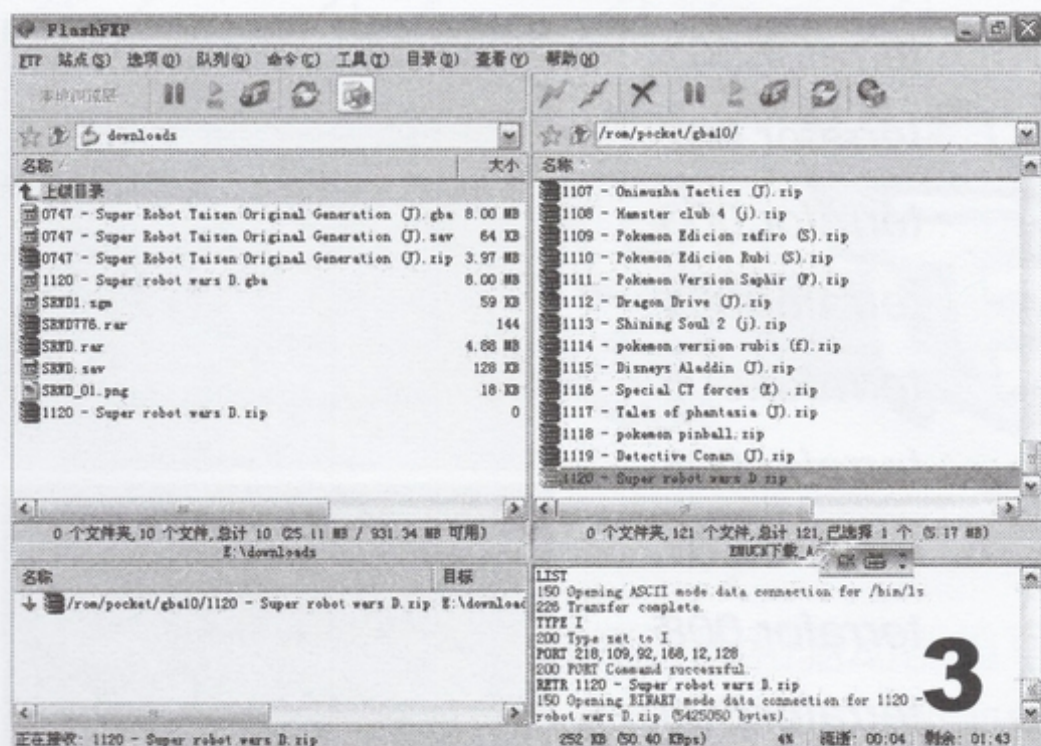 FlashFXP
FTP 站点(S) 选项(O) 队列(Q) 命令(C) 工具(T) 目录(D) 查看(V) 帮助(H)
downloads
/rom/pocket/gba10/
名称 大小
上级目录
0747 - Super Robot Taisen Original Generation (J).gba 8.00 MB
0747 - Super Robot Taisen Original Generation (J).sav 64 KB
0747 - Super Robot Taisen Original Generation (J).zip 3.97 MB
1120 - Super robot wars D.gba 8.00 MB
SRWD1.sgm 59 KB
SRWD776.rar 144
SRWD.rar 4.88 MB
SRWD.sav 128 KB
SRWD_01.png 18 KB
1120 - Super robot wars D.zip 0
0 个文件夹,10 个文件,总计 10 (25.11 MB / 931.34 MB 可用)
E:\downloads
名称
1107 - Onimusha Tactics (J).zip
1108 - Hamster club 4 (j).zip
1109 - Pokemon Edicion zafiro (S).zip
1110 - Pokemon Edicion Rubi (S).zip
1111 - Pokemon Version Saphir (F).zip
1112 - Dragon Drive (J).zip
1113 - Shining Soul 2 (j).zip
1114 - pokemon version rubis (f).zip
1115 - Disneys Aladdin (J).zip
1116 - Special CT forces (E) .zip
1117 - Tales of phantasia (J).zip
1118 - pokemon pinball.zip
1119 - Detective Conan (J).zip
1120 - Super robot wars D.zip
0 个文件夹,121 个文件,总计 121,已选择 1 个 (5.17 MB)
名称 目标
/rom/pocket/gba10/1120 - Super robot wars D.zip E:\download
LIST
150 Opening ASCII mode data connection for /bin/ls
226 Transfer complete.
TYPE I
200 Type set to I
PORT 218,109,92,168,12,128
200 PORT Command successful.
RETR 1120 - Super robot wars D.zip
150 Opening BINARY mode data connection for 1120 -
robot wars D.zip (5425050 bytes).
3
正在接收: 1120 - Super robot wars D.zip 252 KB (50.40 KBps) 4% 流逝: 00:04 剩余: 01:43